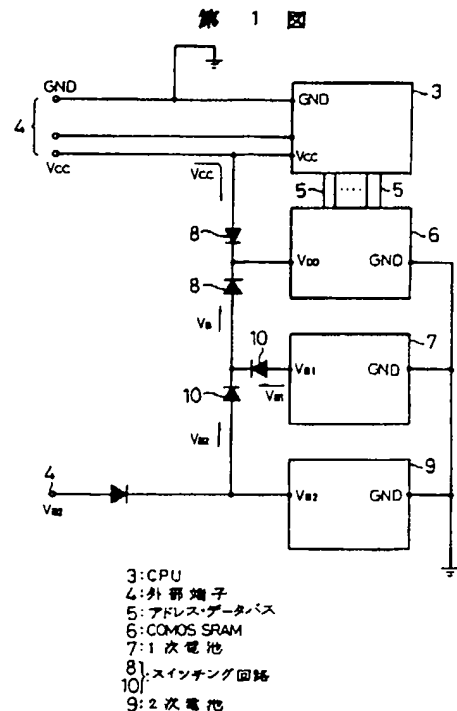 第 1 図
GND
GND
3
4
Vcc
Vcc
Vcc
5
5
8
6
VDD
GND
8
VB
10
7
VB1
GND
10
VB1
VB2
9
4
VB2
VB2
GND
3:CPU
4:外部端子
5:アドレス・データバス
6:COMOS SRAM
7:1次電池
8
10}:スイッチング回路
9:2次電池